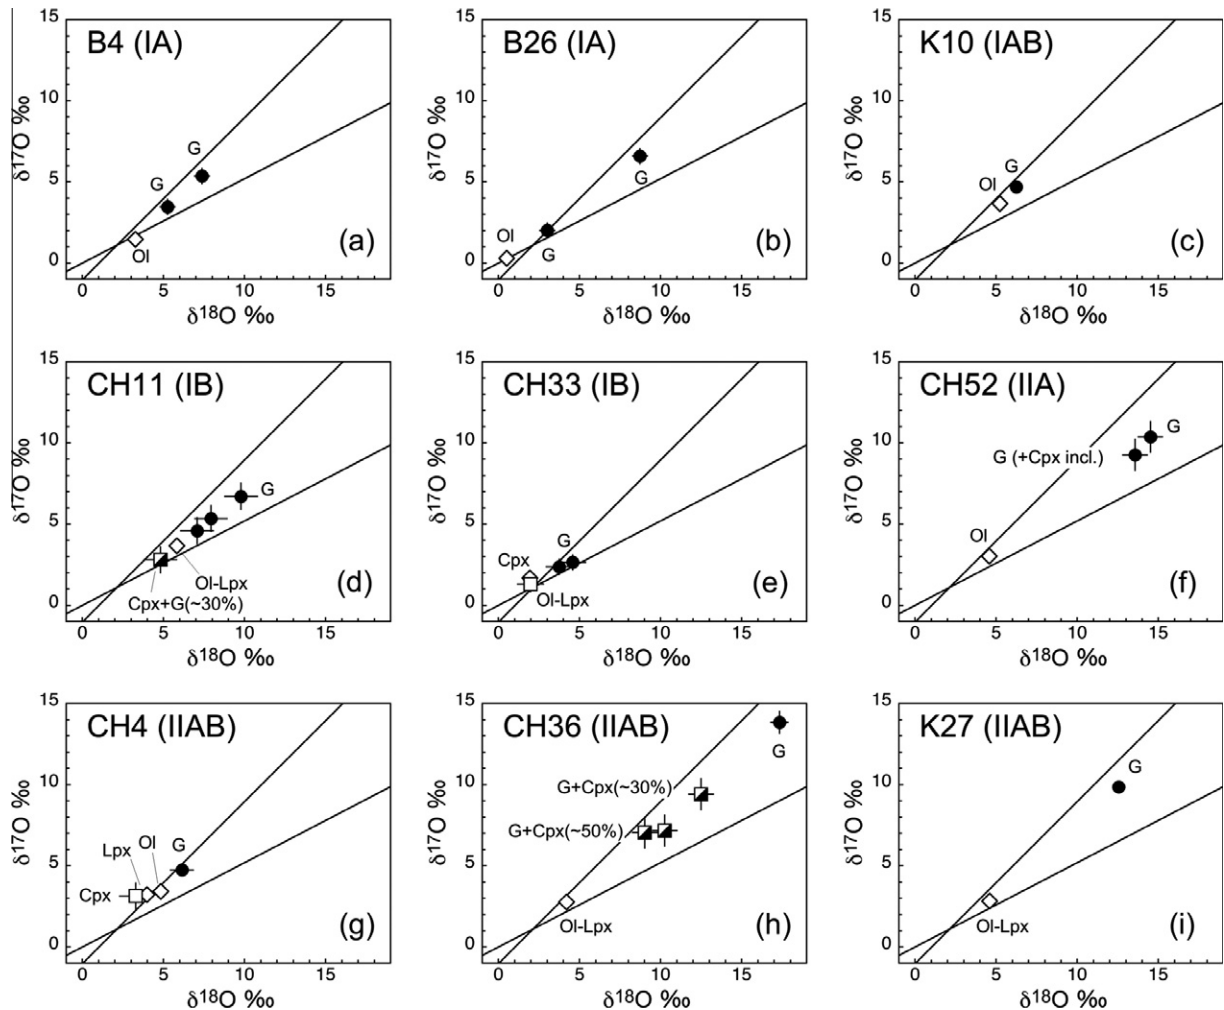 B4 (IA)
15
10
5
0
δ¹⁷O ‰
G
G
Ol
(a)
0 5 10 15
δ¹⁸O ‰
B26 (IA)
15
10
5
0
δ¹⁷O ‰
G
Ol
G
(b)
0 5 10 15
δ¹⁸O ‰
K10 (IAB)
15
10
5
0
δ¹⁷O ‰
G
Ol
(c)
0 5 10 15
δ¹⁸O ‰
CH11 (IB)
15
10
5
0
δ¹⁷O ‰
G
Ol-Lpx
Cpx+G(~30%)
(d)
0 5 10 15
δ¹⁸O ‰
CH33 (IB)
15
10
5
0
δ¹⁷O ‰
G
Cpx
Ol-Lpx
(e)
0 5 10 15
δ¹⁸O ‰
CH52 (IIA)
15
10
5
0
δ¹⁷O ‰
G
G (+Cpx incl.)
Ol
(f)
0 5 10 15
δ¹⁸O ‰
CH4 (IIAB)
15
10
5
0
δ¹⁷O ‰
G
Ol
Lpx
Cpx
(g)
0 5 10 15
δ¹⁸O ‰
CH36 (IIAB)
15
10
5
0
δ¹⁷O ‰
G
G+Cpx(~30%)
G+Cpx(~50%)
Ol-Lpx
(h)
0 5 10 15
δ¹⁸O ‰
K27 (IIAB)
15
10
5
0
δ¹⁷O ‰
G
Ol-Lpx
(i)
0 5 10 15
δ¹⁸O ‰